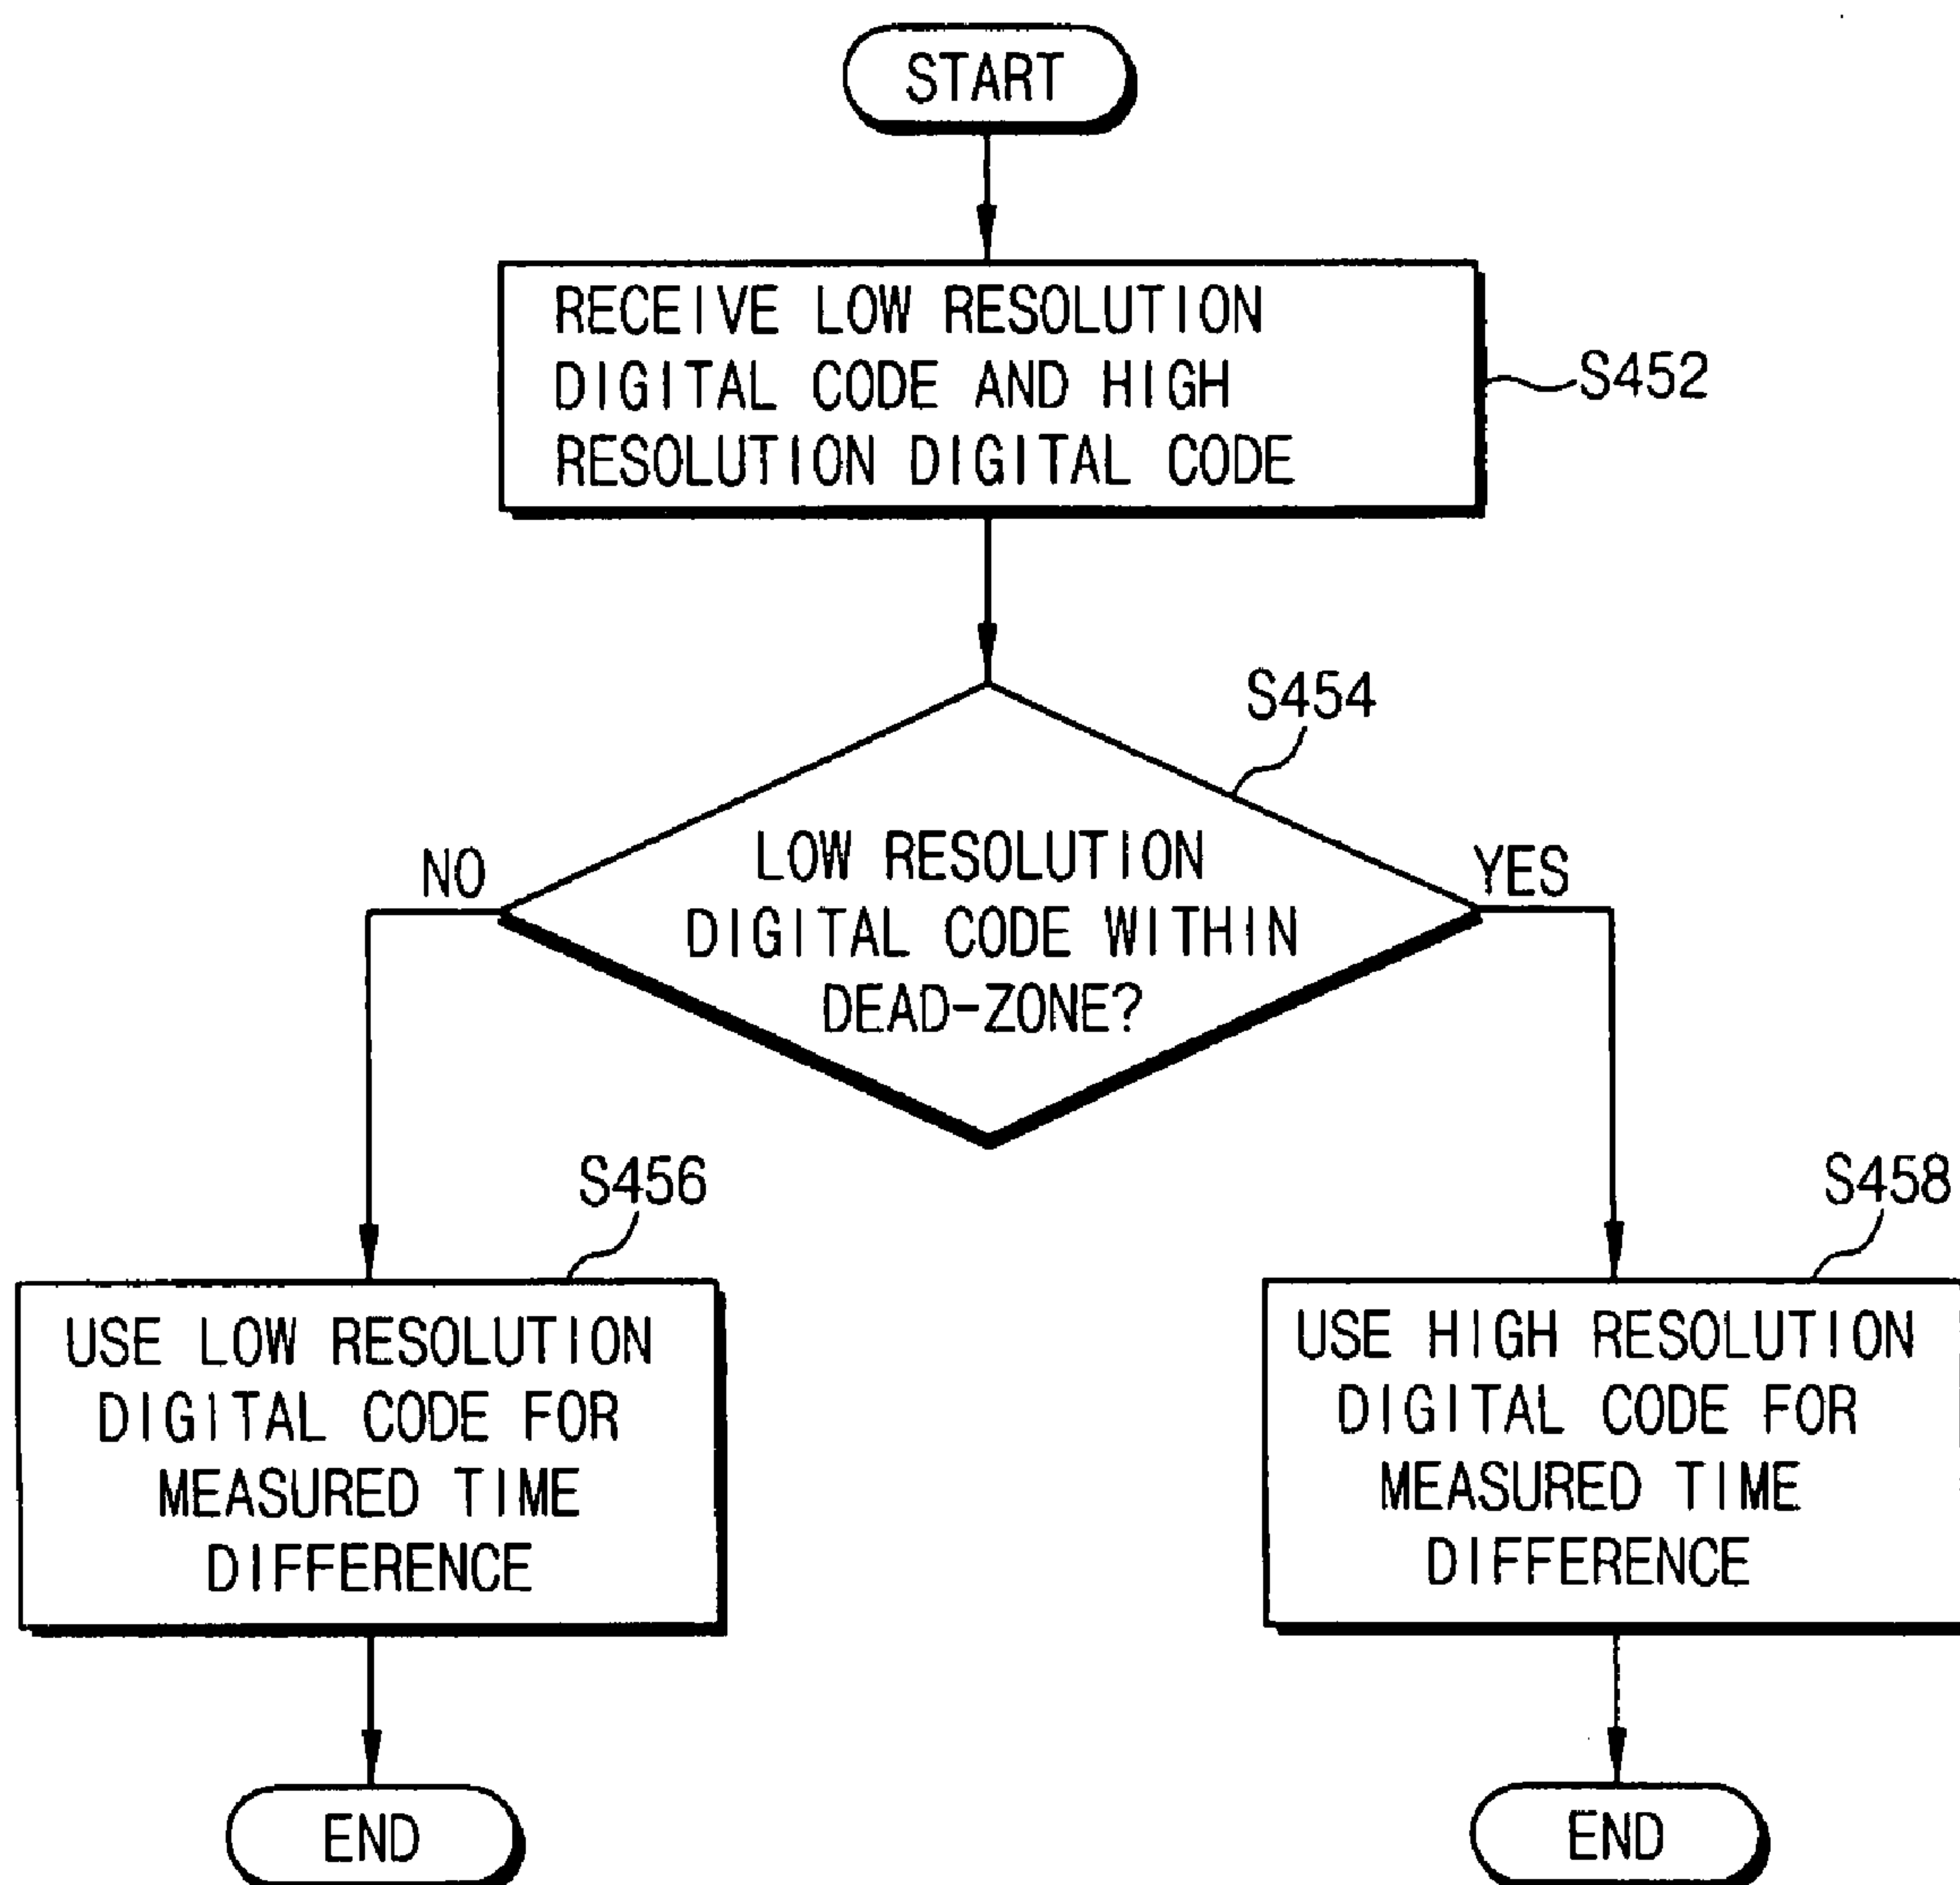 START
RECEIVE LOW RESOLUTION
DIGITAL CODE AND HIGH
RESOLUTION DIGITAL CODE
S452
S454
LOW RESOLUTION
DIGITAL CODE WITHIN
DEAD-ZONE?
NO
YES
S456
USE LOW RESOLUTION
DIGITAL CODE FOR
MEASURED TIME
DIFFERENCE
S458
USE HIGH RESOLUTION
DIGITAL CODE FOR
MEASURED TIME
DIFFERENCE
END
END